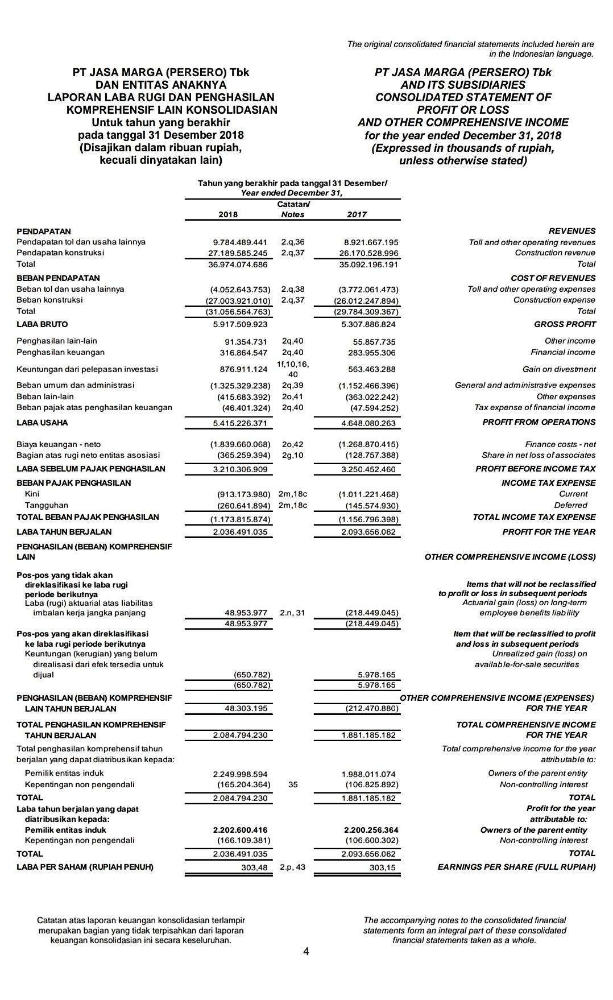 The original consolidated financial statements included herein are
in the Indonesian language.
PT JASA MARGA (PERSERO) Tbk
DAN ENTITAS ANAKNYA
LAPORAN LABA RUGI DAN PENGHASILAN
KOMPREHENSIF LAIN KONSOLIDASIAN
Untuk tahun yang berakhir
pada tanggal 31 Desember 2018
(Disajikan dalam ribuan rupiah,
kecuali dinyatakan lain)
PT JASA MARGA (PERSERO) Tbk
AND ITS SUBSIDIARIES
CONSOLIDATED STATEMENT OF
PROFIT OR LOSS
AND OTHER COMPREHENSIVE INCOME
for the year ended December 31, 2018
(Expressed in thousands of rupiah,
unless otherwise stated)
Tahun yang berakhir pada tanggal 31 Desember/
Year ended December 31,
Catatan/
2018 Notes 2017
PENDAPATAN REVENUES
Pendapatan tol dan usaha lainnya 9.784.489.441 2.q,36 8.921.667.195 Toll and other operating revenues
Pendapatan konstruksi 27.189.585.245 2.q,37 26.170.528.996 Construction revenue
Total 36.974.074.686 35.092.196.191 Total
BEBAN PENDAPATAN COST OF REVENUES
Beban tol dan usaha lainnya (4.052.643.753) 2.q,38 (3.772.061.473) Toll and other operating expenses
Beban konstruksi (27.003.921.010) 2.q,37 (26.012.247.894) Construction expense
Total (31.056.564.763) (29.784.309.367) Total
LABA BRUTO 5.917.509.923 5.307.886.824 GROSS PROFIT
Penghasilan lain-lain 91.354.731 2q,40 55.857.735 Other income
Penghasilan keuangan 316.864.547 2q,40 283.955.306 Financial income
Keuntungan dari pelepasan investasi 876.911.124 1f,10,16, 563.463.288 Gain on divestment
40
Beban umum dan administrasi (1.325.329.238) 2q,39 (1.152.466.396) General and administrative expenses
Beban lain-lain (415.683.392) 2o,41 (363.022.242) Other expenses
Beban pajak atas penghasilan keuangan (46.401.324) 2q,40 (47.594.252) Tax expense of financial income
LABA USAHA 5.415.226.371 4.648.080.263 PROFIT FROM OPERATIONS
Biaya keuangan - neto (1.839.660.068) 2o,42 (1.268.870.415) Finance costs - net
Bagian atas rugi neto entitas asosiasi (365.259.394) 2g,10 (128.757.388) Share in net loss of associates
LABA SEBELUM PAJAK PENGHASILAN 3.210.306.909 3.250.452.460 PROFIT BEFORE INCOME TAX
BEBAN PAJAK PENGHASILAN INCOME TAX EXPENSE
Kini (913.173.980) 2m,18c (1.011.221.468) Current
Tangguhan (260.641.894) 2m,18c (145.574.930) Deferred
TOTAL BEBAN PAJAK PENGHASILAN (1.173.815.874) (1.156.796.398) TOTAL INCOME TAX EXPENSE
LABA TAHUN BERJALAN 2.036.491.035 2.093.656.062 PROFIT FOR THE YEAR
PENGHASILAN (BEBAN) KOMPREHENSIF
LAIN OTHER COMPREHENSIVE INCOME (LOSS)
Pos-pos yang tidak akan
direklasifikasi ke laba rugi Items that will not be reclassified
periode berikutnya to profit or loss in subsequent periods
Laba (rugi) aktuarial atas liabilitas Actuarial gain (loss) on long-term
imbalan kerja jangka panjang 48.953.977 2.n, 31 (218.449.045) employee benefits liability
48.953.977 (218.449.045)
Pos-pos yang akan direklasifikasi Item that will be reclassified to profit
ke laba rugi periode berikutnya and loss in subsequent periods
Keuntungan (kerugian) yang belum Unrealized gain (loss) on
direalisasi dari efek tersedia untuk available-for-sale securities
dijual (650.782) 5.978.165
(650.782) 5.978.165
PENGHASILAN (BEBAN) KOMPREHENSIF OTHER COMPREHENSIVE INCOME (EXPENSES)
LAIN TAHUN BERJALAN 48.303.195 (212.470.880) FOR THE YEAR
TOTAL PENGHASILAN KOMPREHENSIF TOTAL COMPREHENSIVE INCOME
TAHUN BERJALAN 2.084.794.230 1.881.185.182 FOR THE YEAR
Total penghasilan komprehensif tahun Total comprehensive income for the year
berjalan yang dapat diatribusikan kepada: attributable to:
Pemilik entitas induk 2.249.998.594 1.988.011.074 Owners of the parent entity
Kepentingan non pengendali (165.204.364) 35 (106.825.892) Non-controlling interest
TOTAL 2.084.794.230 1.881.185.182 TOTAL
Laba tahun berjalan yang dapat Profit for the year
diatribusikan kepada: attributable to:
Pemilik entitas induk 2.202.600.416 2.200.256.364 Owners of the parent entity
Kepentingan non pengendali (166.109.381) (106.600.302) Non-controlling interest
TOTAL 2.036.491.035 2.093.656.062 TOTAL
LABA PER SAHAM (RUPIAH PENUH) 303,48 2.p, 43 303,15 EARNINGS PER SHARE (FULL RUPIAH)
Catatan atas laporan keuangan konsolidasian terlampir
merupakan bagian yang tidak terpisahkan dari laporan
keuangan konsolidasian ini secara keseluruhan.
The accompanying notes to the consolidated financial
statements form an integral part of these consolidated
financial statements taken as a whole.
4